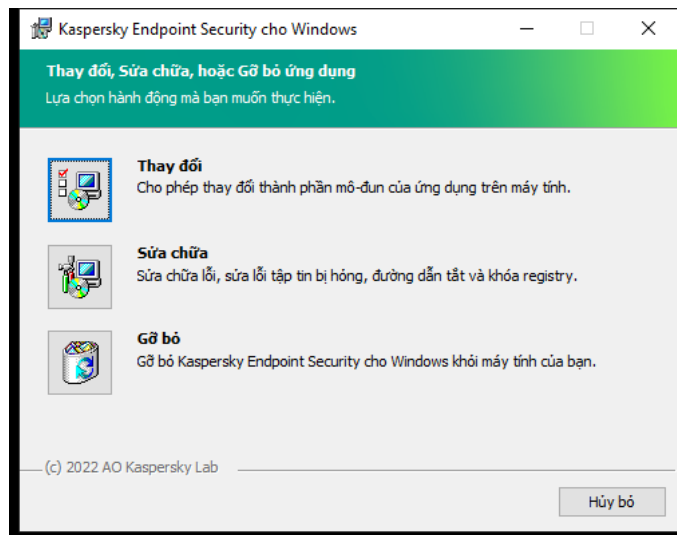 Kaspersky Endpoint Security cho Windows
Thay đổi, Sửa chữa, hoặc Gỡ bỏ ứng dụng
Lựa chọn hành động mà bạn muốn thực hiện.
Thay đổi
Cho phép thay đổi thành phần mô-đun của ứng dụng trên máy tính.
Sửa chữa
Sửa chữa lỗi, sửa lỗi tập tin bị hỏng, đường dẫn tắt và khóa registry.
Gỡ bỏ
Gỡ bỏ Kaspersky Endpoint Security cho Windows khỏi máy tính của bạn.
(c) 2022 AO Kaspersky Lab
Hủy bỏ